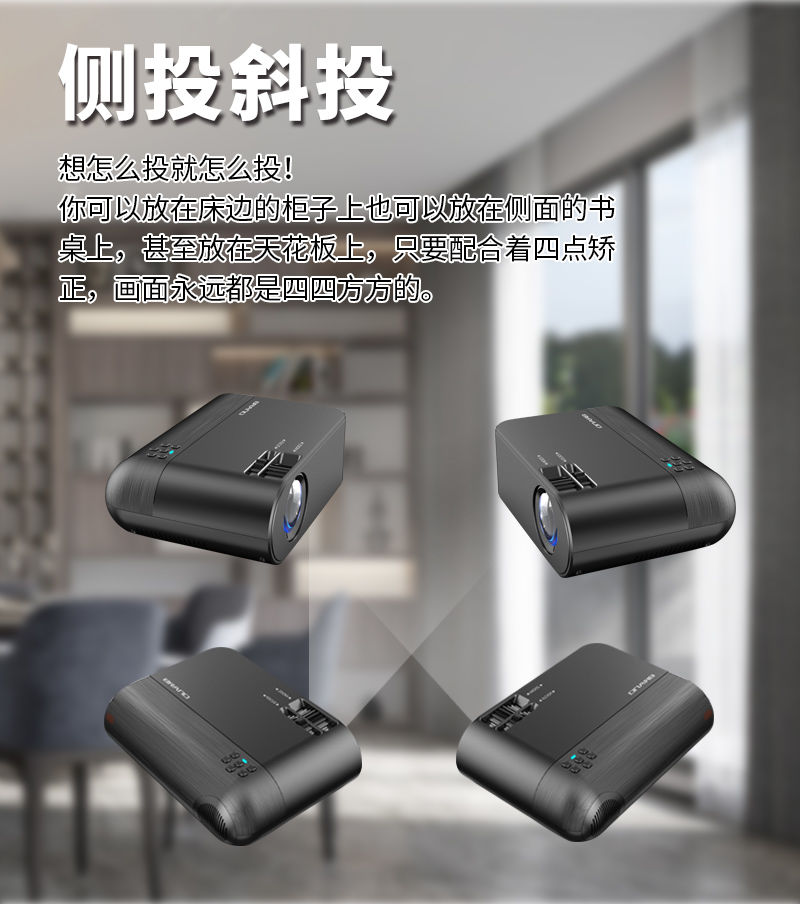 侧投斜投
想怎么投就怎么投！
你可以放在床边的柜子上也可以放在侧面的书
桌上，甚至放在天花板上，只要配合着四点矫
正，画面永远都是四四方方的。